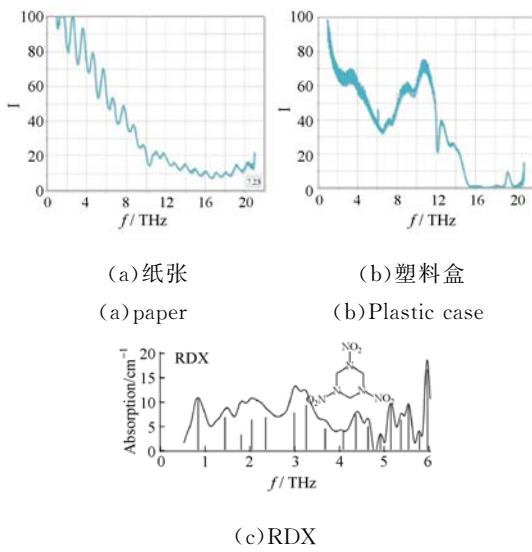 100
80
60
40
20
0
I
0 4 8 12 16 20
7.23
f/THz
100
80
60
40
20
0
I
0 4 8 12 16 20
f/THz
(a)纸张
(b)塑料盒
(a)paper
(b)Plastic case
20
15
10
5
0
Absorption/cm⁻¹
RDX
NO₂
N
O₂N
N
N
NO₂
1 2 3 4 5 6
f/THz
(c)RDX